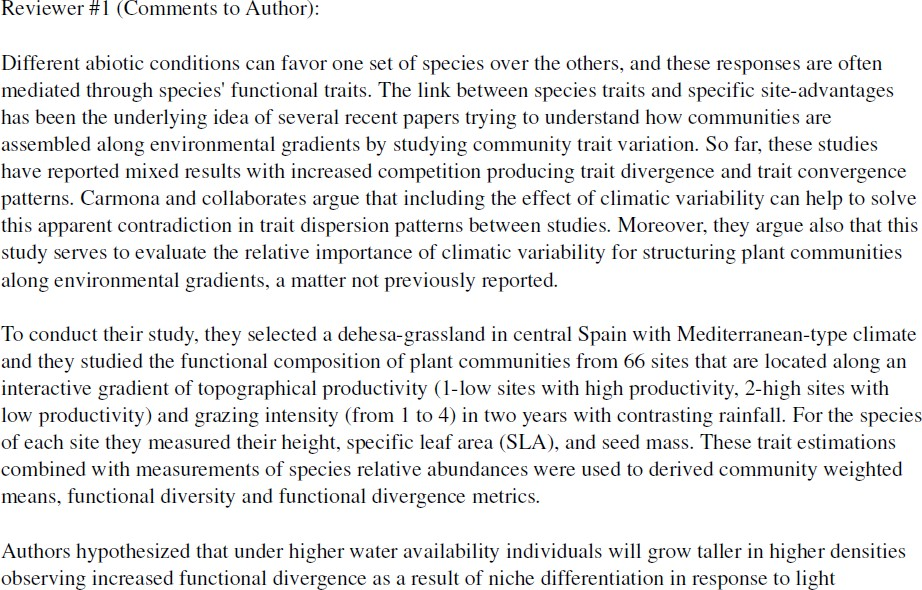 Reviewer #1 (Comments to Author):
Different abiotic conditions can favor one set of species over the others, and these responses are often
mediated through species' functional traits. The link between species traits and specific site-advantages
has been the underlying idea of several recent papers trying to understand how communities are
assembled along environmental gradients by studying community trait variation. So far, these studies
have reported mixed results with increased competition producing trait divergence and trait convergence
patterns. Carmona and collaborates argue that including the effect of climatic variability can help to solve
this apparent contradiction in trait dispersion patterns between studies. Moreover, they argue also that this
study serves to evaluate the relative importance of climatic variability for structuring plant communities
along environmental gradients, a matter not previously reported.
To conduct their study, they selected a dehesa-grassland in central Spain with Mediterranean-type climate
and they studied the functional composition of plant communities from 66 sites that are located along an
interactive gradient of topographical productivity (1-low sites with high productivity, 2-high sites with
low productivity) and grazing intensity (from 1 to 4) in two years with contrasting rainfall. For the species
of each site they measured their height, specific leaf area (SLA), and seed mass. These trait estimations
combined with measurements of species relative abundances were used to derived community weighted
means, functional diversity and functional divergence metrics.
Authors hypothesized that under higher water availability individuals will grow taller in higher densities
observing increased functional divergence as a result of niche differentiation in response to light